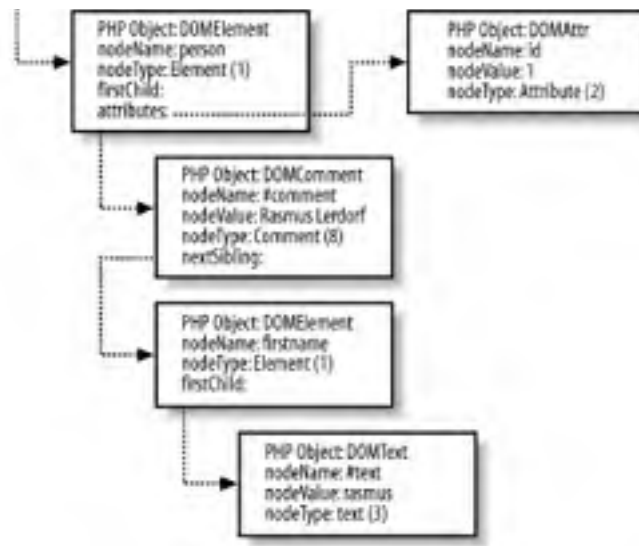 PHP Object: DOMElement
nodeName: person
nodeType: Element (1)
firstChild:
attributes:
PHP Object: DOMAttr
nodeName: id
nodeValue: 1
nodeType: Attribute (2)
PHP Object: DOMComment
nodeName: #comment
nodeValue: Rasmus Lerdorf
nodeType: Comment (8)
nextSibling:
PHP Object: DOMElement
nodeName: firstname
nodeType: Element (1)
firstChild:
PHP Object: DOMText
nodeName: #text
nodeValue: rasmus
nodeType: text (3)